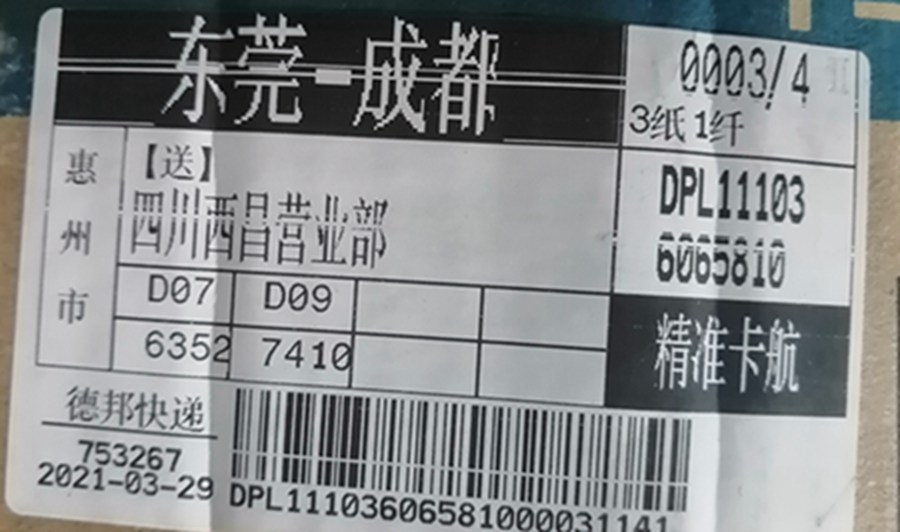 东莞-成都
0003/4
3纸1纤
惠州市
【送】
四川西昌营业部
DPL11103
6065810
D07 D09
6352 7410
精准卡航
德邦快递
753267
2021-03-29
DPL11103606581000031141